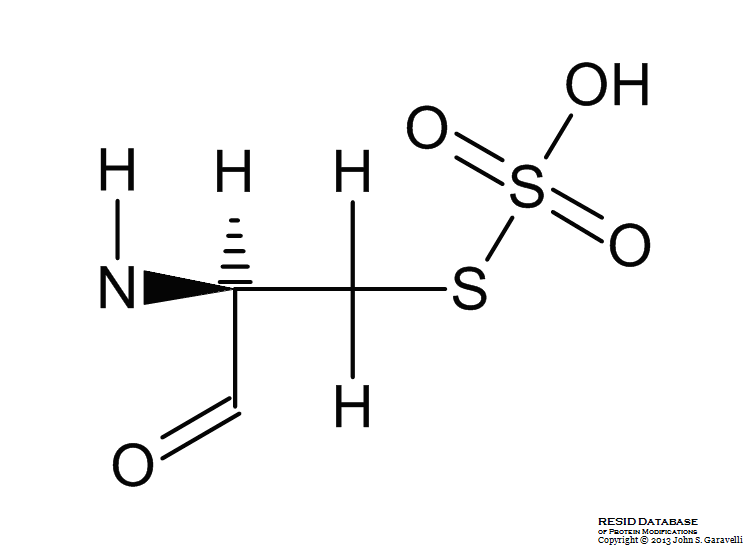 OH
O
H H H
S
O
N
S
H
O
RESID DATABASE
OF PROTEIN MODIFICATIONS
Copyright © 2013 John S. Garavelli